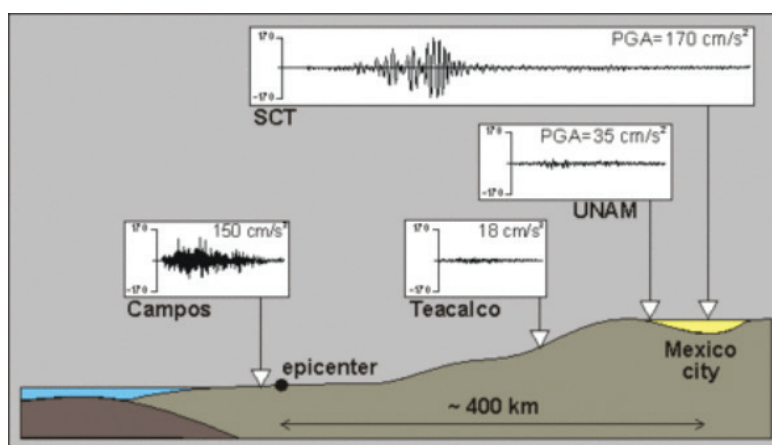 170
PGA=170 cm/s²
-170
SCT
170
PGA=35 cm/s²
-170
UNAM
170
150 cm/s²
-170
Campos
170
18 cm/s²
-170
Teacalco
epicenter
Mexico
city
~ 400 km